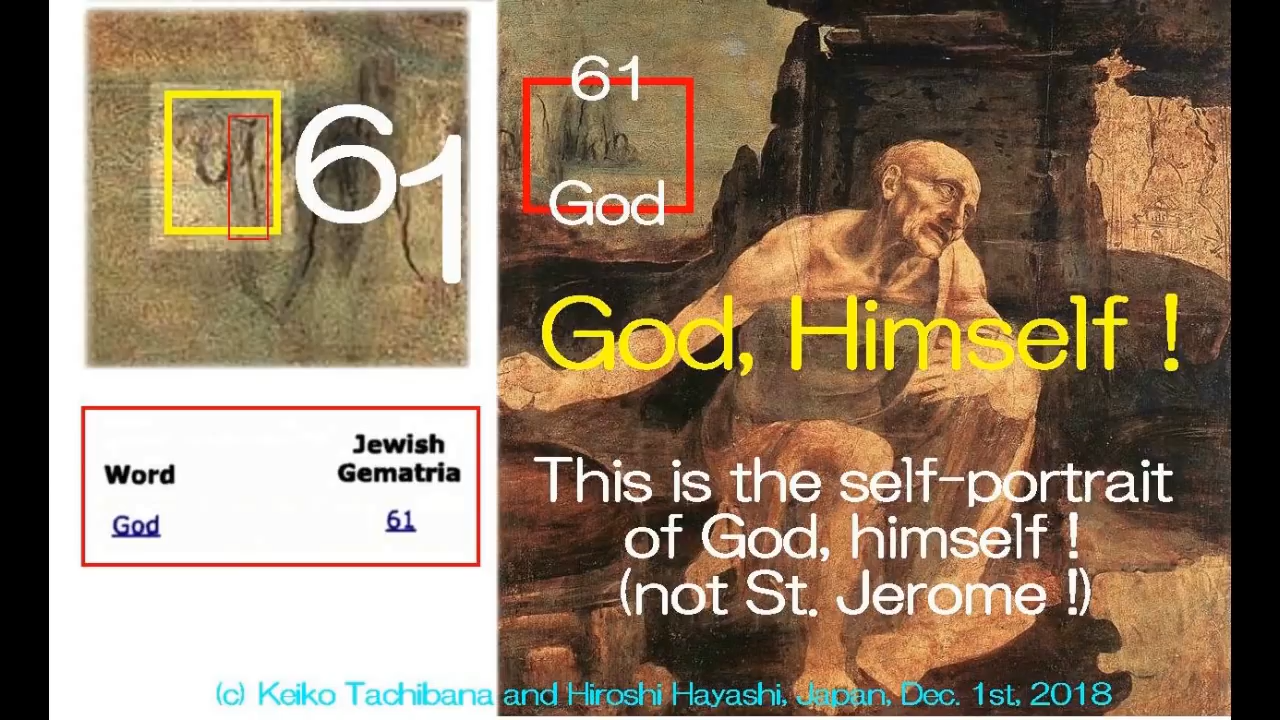 61
61
God
God, Himself !
Jewish
Word Gematria
God 61
This is the self-portrait
of God, himself !
(not St. Jerome !)
(c) Keiko Tachibana and Hiroshi Hayashi, Japan, Dec. 1st, 2018